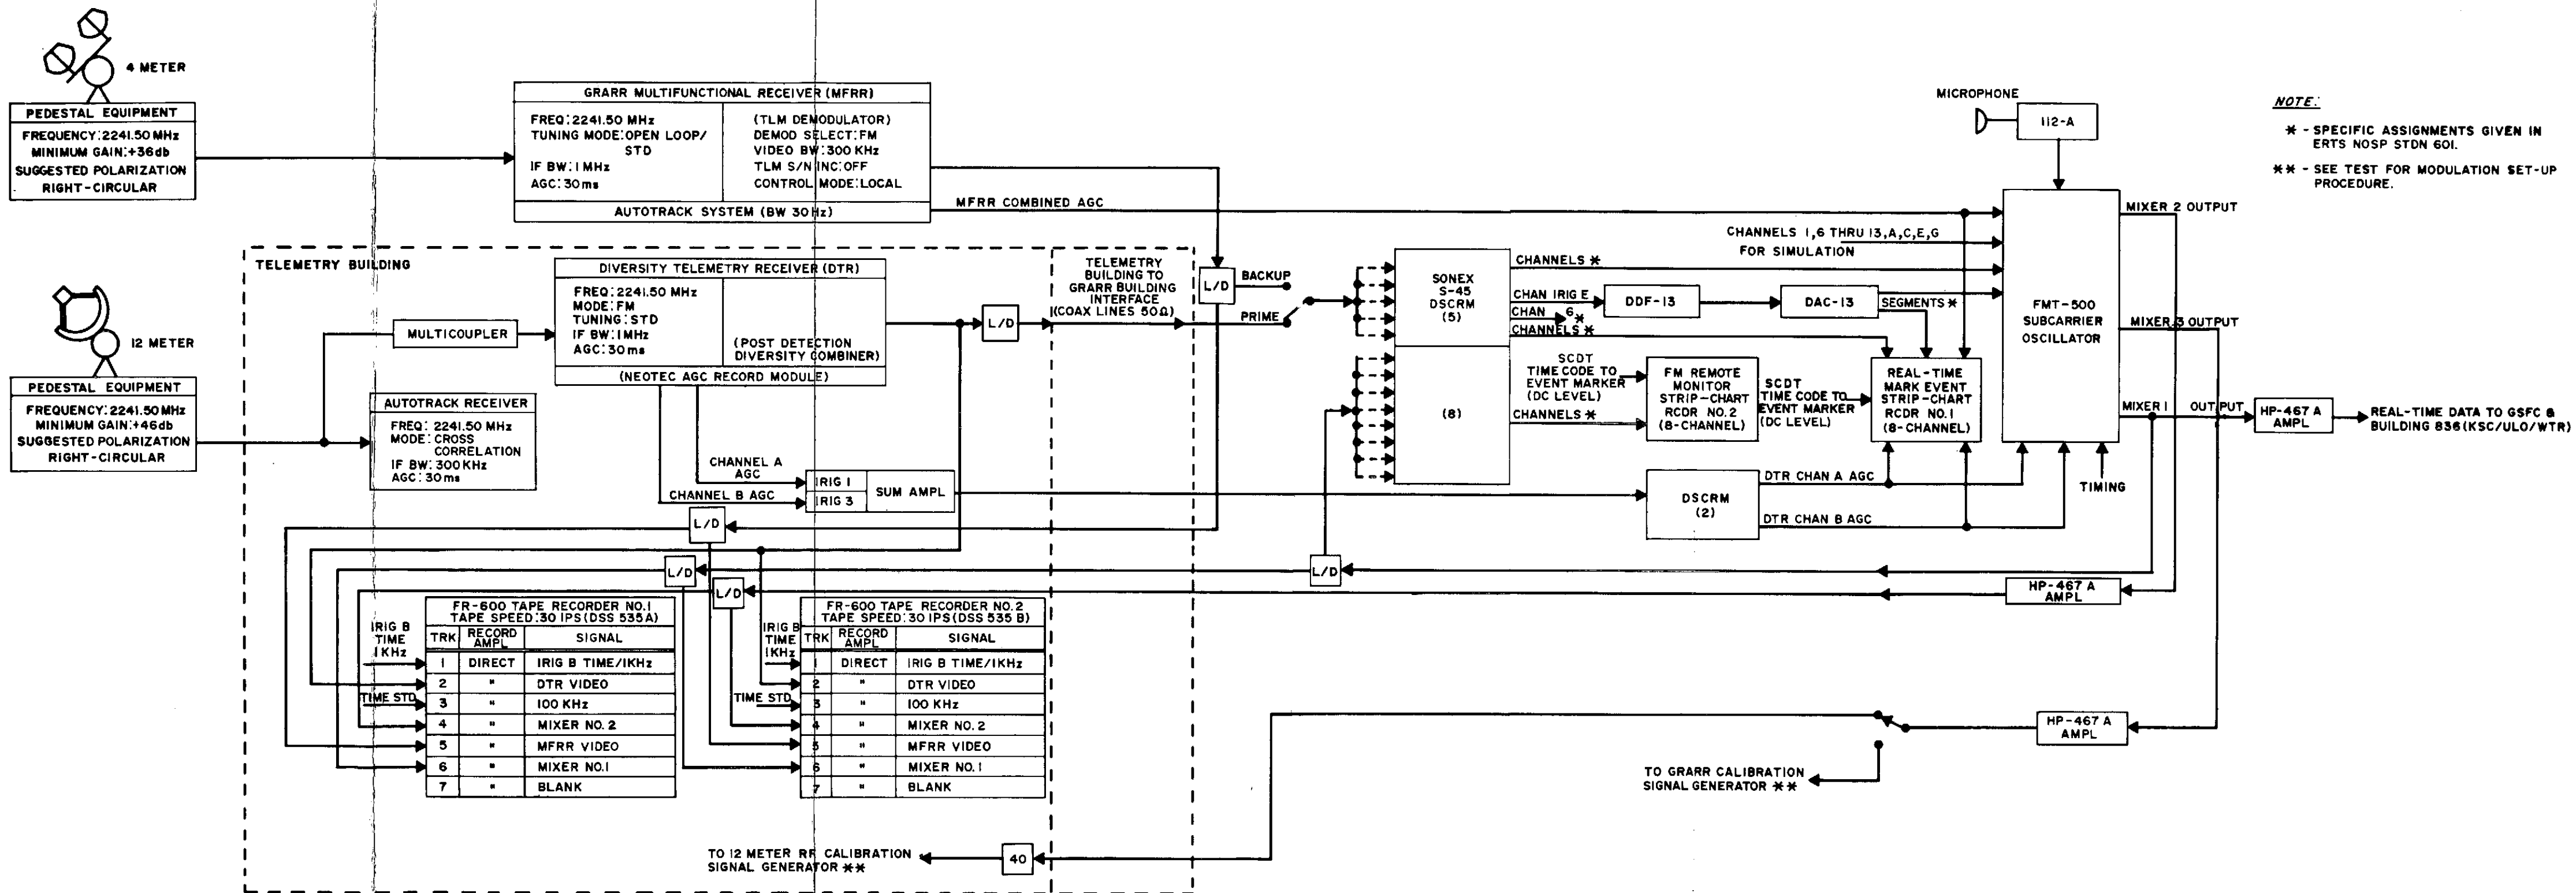 4 METER
PEDESTAL EQUIPMENT
FREQUENCY:2241.50 MHz
MINIMUM GAIN:+36db
SUGGESTED POLARIZATION
RIGHT-CIRCULAR
GRARR MULTIFUNCTIONAL RECEIVER (MFRR)
FREQ:2241.50 MHz
TUNING MODE:OPEN LOOP/
STD
IF BW:1 MHz
AGC:30ms
(TLM DEMODULATOR)
DEMOD SELECT:FM
VIDEO BW:300 KHz
TLM S/N INC:OFF
CONTROL MODE:LOCAL
AUTOTRACK SYSTEM (BW 30Hz)
MFRR COMBINED AGC
MICROPHONE
112-A
NOTE:
* - SPECIFIC ASSIGNMENTS GIVEN IN
ERTS NOSP STDN 601.
** - SEE TEST FOR MODULATION SET-UP
PROCEDURE.
12 METER
PEDESTAL EQUIPMENT
FREQUENCY:2241.50 MHz
MINIMUM GAIN:+46db
SUGGESTED POLARIZATION
RIGHT-CIRCULAR
TELEMETRY BUILDING
MULTICOUPLER
AUTOTRACK RECEIVER
FREQ: 2241.50 MHz
MODE: CROSS
CORRELATION
IF BW: 300 KHz
AGC: 30ms
DIVERSITY TELEMETRY RECEIVER (DTR)
FREQ:2241.50 MHz
MODE:FM
TUNING:STD
IF BW:1MHz
AGC:30ms
(POST DETECTION
DIVERSITY COMBINER)
(NEOTEC AGC RECORD MODULE)
L/D
TELEMETRY
BUILDING TO
GRARR BUILDING
INTERFACE
(COAX LINES 50Ω)
L/D
BACKUP
PRIME
SONEX
S-45
DSCRM
(5)
(8)
CHANNELS *
CHAN IRIG E
CHAN 6*
CHANNELS *
DDF-13
DAC-13
SEGMENTS *
CHANNELS 1,6 THRU 13,A,C,E,G
FOR SIMULATION
FMT-500
SUBCARRIER
OSCILLATOR
MIXER 2 OUTPUT
MIXER 3 OUTPUT
MIXER 1 OUTPUT
HP-467 A
AMPL
REAL-TIME DATA TO GSFC &
BUILDING 836 (KSC/ULO/WTR)
SCDT
TIME CODE TO
EVENT MARKER
(DC LEVEL)
CHANNELS *
FM REMOTE
MONITOR
STRIP-CHART
RCDR NO.2
(8-CHANNEL)
SCDT
TIME CODE TO
EVENT MARKER
(DC LEVEL)
REAL-TIME
MARK EVENT
STRIP-CHART
RCDR NO.1
(8-CHANNEL)
CHANNEL A
AGC
CHANNEL B AGC
IRIG 1
IRIG 3
SUM AMPL
DSCRM
(2)
DTR CHAN A AGC
DTR CHAN B AGC
TIMING
L/D
L/D
L/D
L/D
HP-467 A
AMPL
IRIG B
TIME
1KHz
TIME STD
FR-600 TAPE RECORDER NO.1
TAPE SPEED:30 IPS (DSS 535A)
TRK RECORD AMPL SIGNAL
1 DIRECT IRIG B TIME/1KHz
2 " DTR VIDEO
3 " 100 KHz
4 " MIXER NO.2
5 " MFRR VIDEO
6 " MIXER NO.1
7 " BLANK
IRIG B
TIME
1KHz
TIME STD
FR-600 TAPE RECORDER NO.2
TAPE SPEED:30 IPS (DSS 535 B)
TRK RECORD AMPL SIGNAL
1 DIRECT IRIG B TIME/1KHz
2 " DTR VIDEO
3 " 100 KHz
4 " MIXER NO.2
5 " MFRR VIDEO
6 " MIXER NO.1
7 " BLANK
HP-467 A
AMPL
TO GRARR CALIBRATION
SIGNAL GENERATOR **
40
TO 12 METER RF CALIBRATION
SIGNAL GENERATOR **